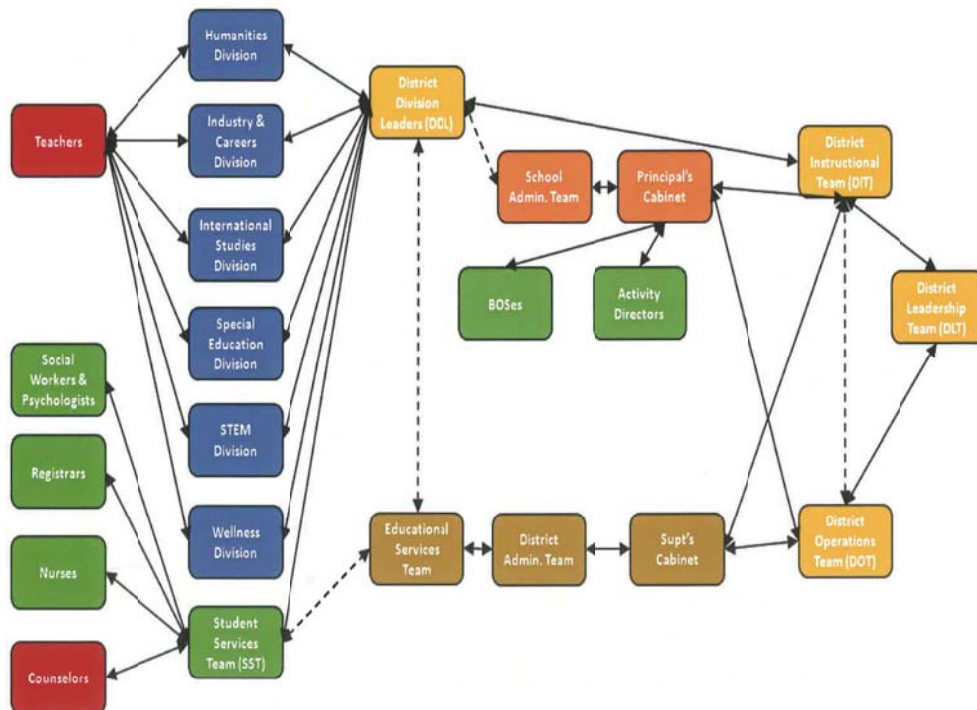 Humanities
Division
Teachers
Industry &
Careers
Division
International
Studies
Division
Special
Education
Division
STEM
Division
Wellness
Division
Student
Services
Team (SST)
Social
Workers &
Psychologists
Registrars
Nurses
Counselors
District
Division
Leaders (DDL)
School
Admin. Team
Principal's
Cabinet
BOSes
Activity
Directors
District
Instructional
Team (DIT)
District
Leadership
Team (DLT)
Educational
Services
Team
District
Admin. Team
Supt's
Cabinet
District
Operations
Team (DOT)